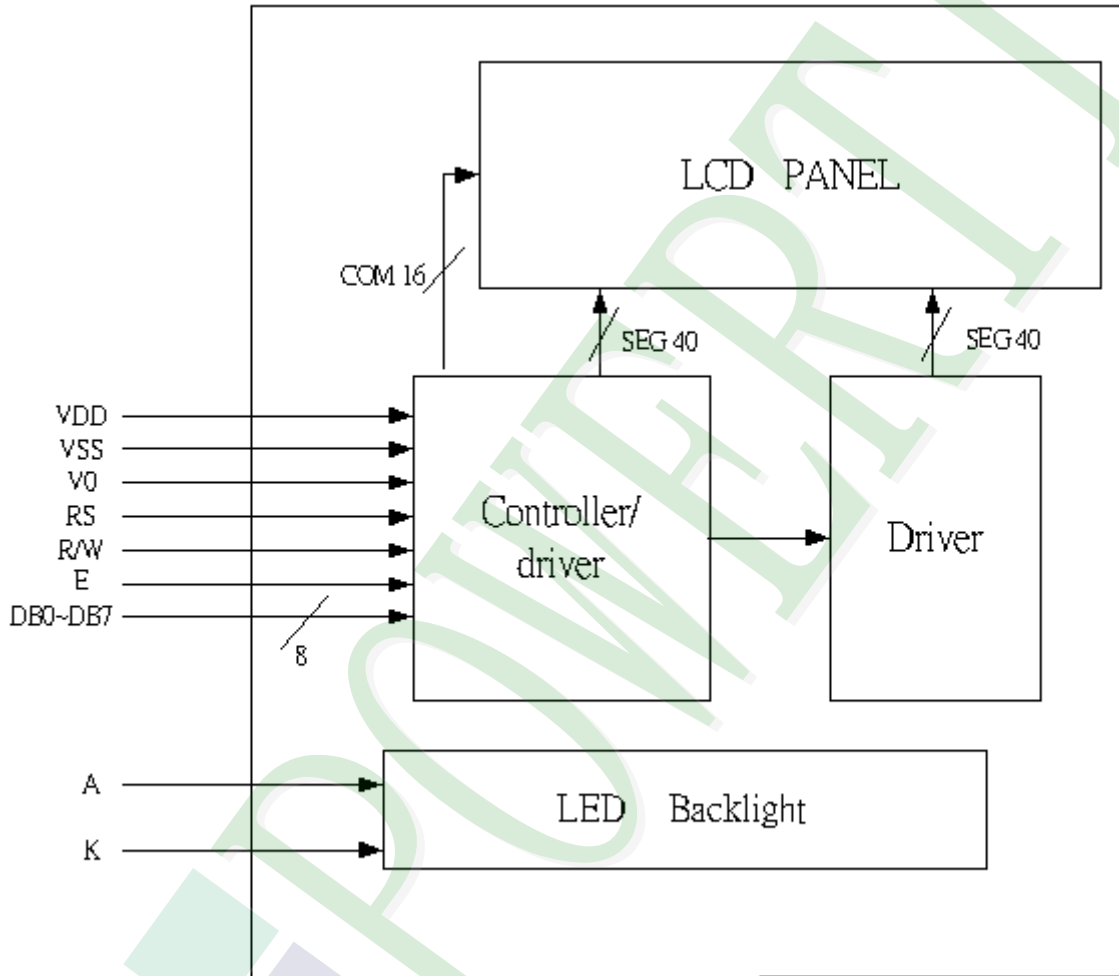 LCD PANEL
COM 16
SEG 40
SEG 40
VDD
VSS
V0
RS
R/W
E
DB0~DB7
8
Controller/
driver
Driver
A
K
LED Backlight
POWERT